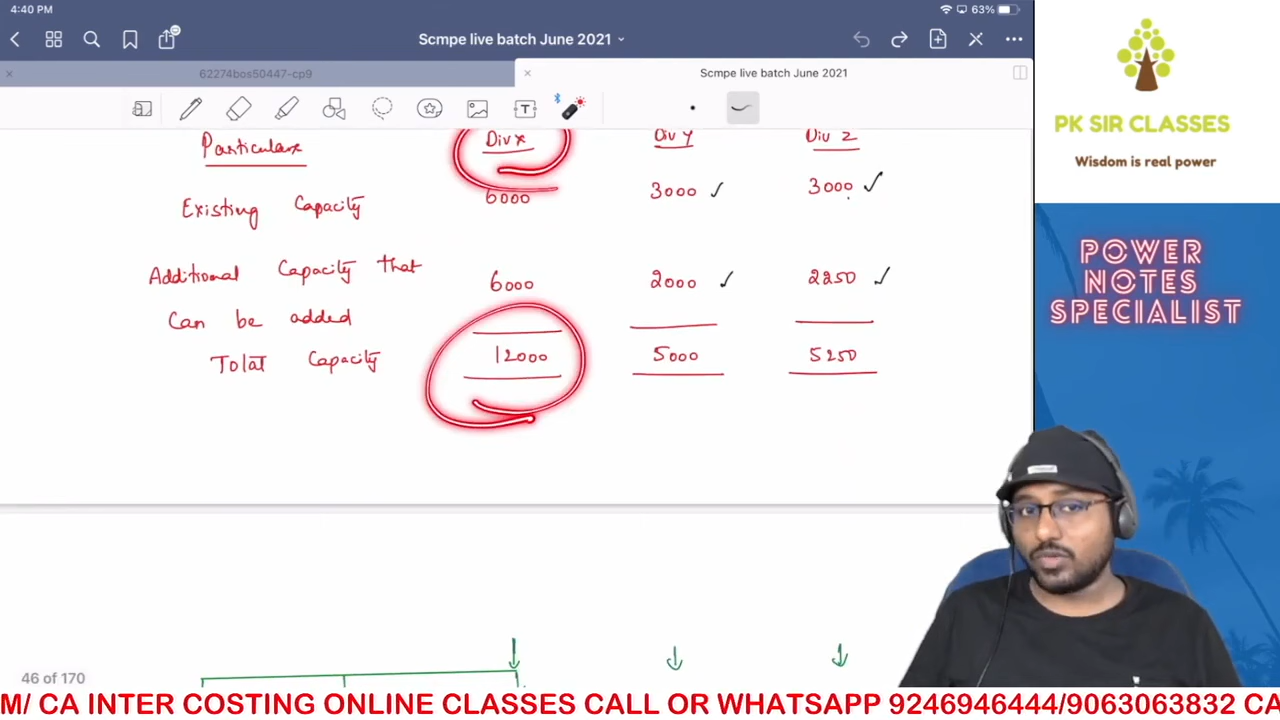 4:40 PM
63%
Scmpe live batch June 2021
62274bos50447-cp9
Scmpe live batch June 2021
Particulars Div X Div Y Div Z
Existing Capacity 6000 3000 ✓ 3000 ✓
Additional Capacity that
can be added 6000 2000 ✓ 2250 ✓
Total Capacity 12000 5000 5250
46 of 170
PK SIR CLASSES
Wisdom is real power
POWER
NOTES
SPECIALIST
M/ CA INTER COSTING ONLINE CLASSES CALL OR WHATSAPP 9246946444/9063063832 CA